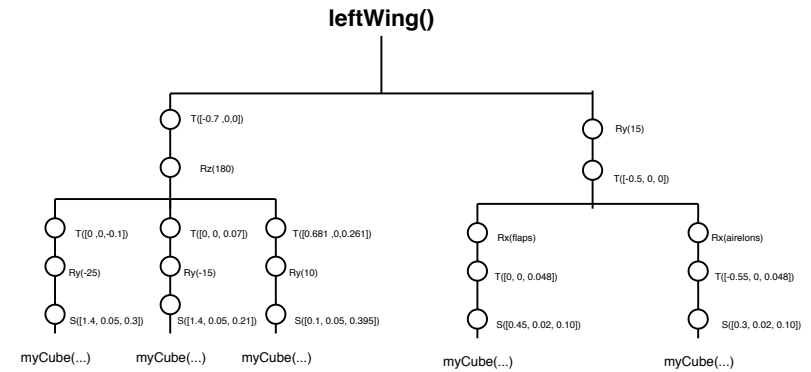 leftWing()
T([-0.7 ,0,0])
Ry(15)
Rz(180)
T([-0.5, 0, 0])
T([0 ,0,-0.1])
T([0, 0, 0.07])
T([0.681 ,0,0.261])
Rx(flaps)
Rx(airelons)
Ry(-25)
Ry(-15)
Ry(10)
T([0, 0, 0.048])
T([-0.55, 0, 0.048])
S([1.4, 0.05, 0.3])
S([1.4, 0.05, 0.21])
S([0.1, 0.05, 0.395])
S([0.45, 0.02, 0.10])
S([0.3, 0.02, 0.10])
myCube(...)
myCube(...)
myCube(...)
myCube(...)
myCube(...)